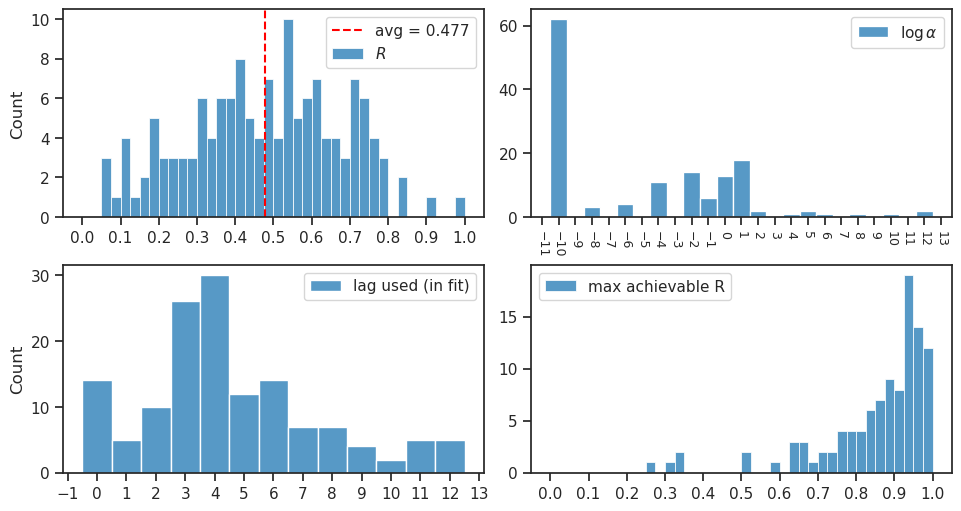 10
8
6
4
2
0
Count
avg = 0.477
R
0.0 0.1 0.2 0.3 0.4 0.5 0.6 0.7 0.8 0.9 1.0
60
40
20
0
log α
−11 −10 −9 −8 −7 −6 −5 −4 −3 −2 −1 0 1 2 3 4 5 6 7 8 9 10 11 12 13
30
20
10
0
Count
lag used (in fit)
−1 0 1 2 3 4 5 6 7 8 9 10 11 12 13
15
10
5
0
max achievable R
0.0 0.1 0.2 0.3 0.4 0.5 0.6 0.7 0.8 0.9 1.0